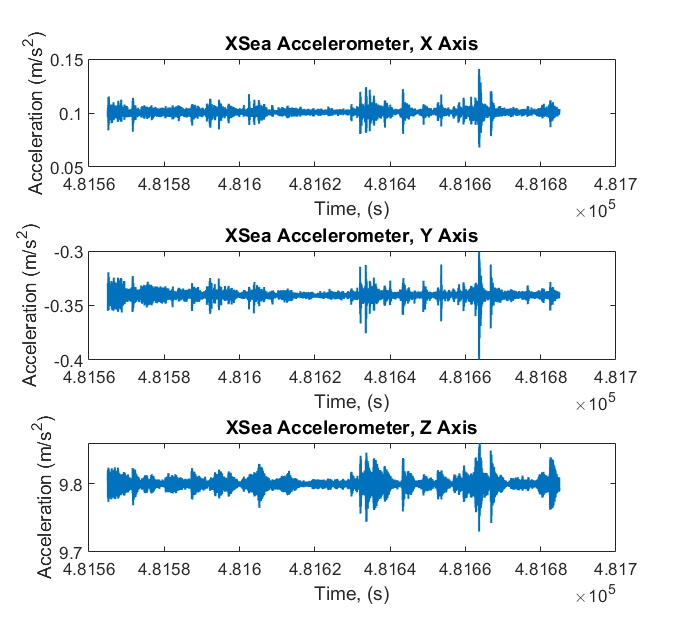 XSea Accelerometer, X Axis
Acceleration (m/s²)
0.15
0.1
0.05
4.8156 4.8158 4.816 4.8162 4.8164 4.8166 4.8168 4.817
Time, (s)
×10⁵
XSea Accelerometer, Y Axis
Acceleration (m/s²)
-0.3
-0.35
-0.4
4.8156 4.8158 4.816 4.8162 4.8164 4.8166 4.8168 4.817
Time, (s)
×10⁵
XSea Accelerometer, Z Axis
Acceleration (m/s²)
9.8
9.7
4.8156 4.8158 4.816 4.8162 4.8164 4.8166 4.8168 4.817
Time, (s)
×10⁵